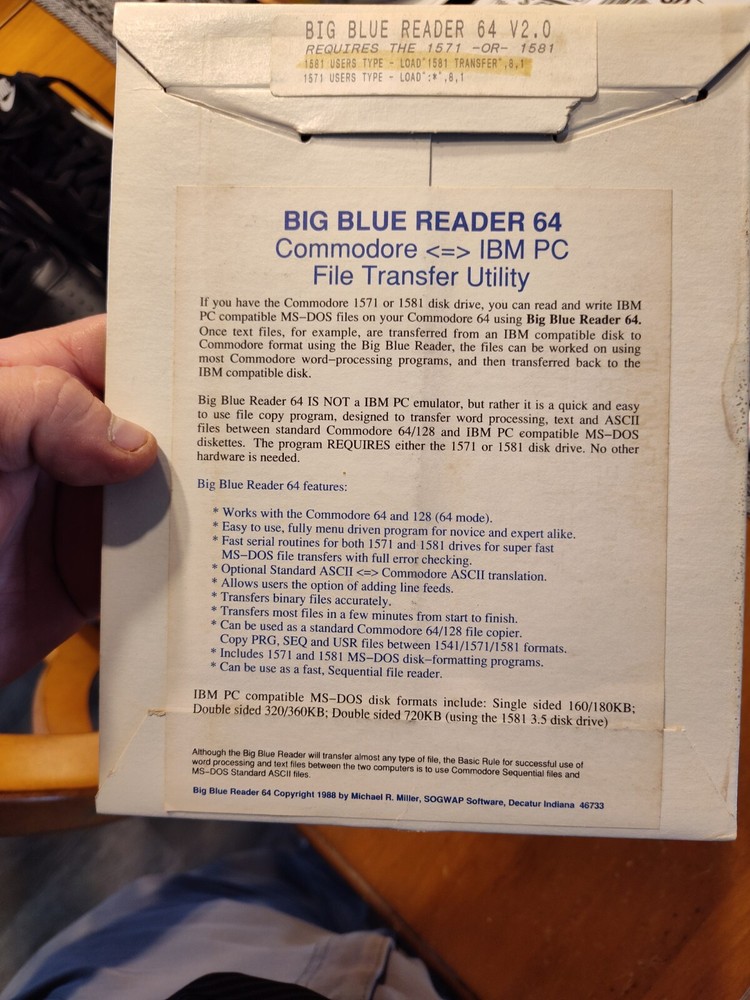 BIG BLUE READER 64 V2.0
REQUIRES THE 1571 -OR- 1581
1581 USERS TYPE - LOAD"1581 TRANSFER",8,1
1571 USERS TYPE - LOAD":*",8,1
BIG BLUE READER 64
Commodore <=> IBM PC
File Transfer Utility
If you have the Commodore 1571 or 1581 disk drive, you can read and write IBM
PC compatible MS-DOS files on your Commodore 64 using Big Blue Reader 64.
Once text files, for example, are transferred from an IBM compatible disk to
Commodore format using the Big Blue Reader, the files can be worked on using
most Commodore word-processing programs, and then transferred back to the
IBM compatible disk.
Big Blue Reader 64 IS NOT a IBM PC emulator, but rather it is a quick and easy
to use file copy program, designed to transfer word processing, text and ASCII
files between standard Commodore 64/128 and IBM PC compatible MS-DOS
diskettes. The program REQUIRES either the 1571 or 1581 disk drive. No other
hardware is needed.
Big Blue Reader 64 features:
* Works with the Commodore 64 and 128 (64 mode).
* Easy to use, fully menu driven program for novice and expert alike.
* Fast serial routines for both 1571 and 1581 drives for super fast
MS-DOS file transfers with full error checking.
* Optional Standard ASCII <=> Commodore ASCII translation.
* Allows users the option of adding line feeds.
* Transfers binary files accurately.
* Transfers most files in a few minutes from start to finish.
* Can be used as a standard Commodore 64/128 file copier.
Copy PRG, SEQ and USR files between 1541/1571/1581 formats.
* Includes 1571 and 1581 MS-DOS disk-formatting programs.
* Can be use as a fast, Sequential file reader.
IBM PC compatible MS-DOS disk formats include: Single sided 160/180KB;
Double sided 320/360KB; Double sided 720KB (using the 1581 3.5 disk drive)
Although the Big Blue Reader will transfer almost any type of file, the Basic Rule for successful use of
word processing and text files between the two computers is to use Commodore Sequential files and
MS-DOS Standard ASCII files.
Big Blue Reader 64 Copyright 1988 by Michael R. Miller, SOGWAP Software, Decatur Indiana 46733